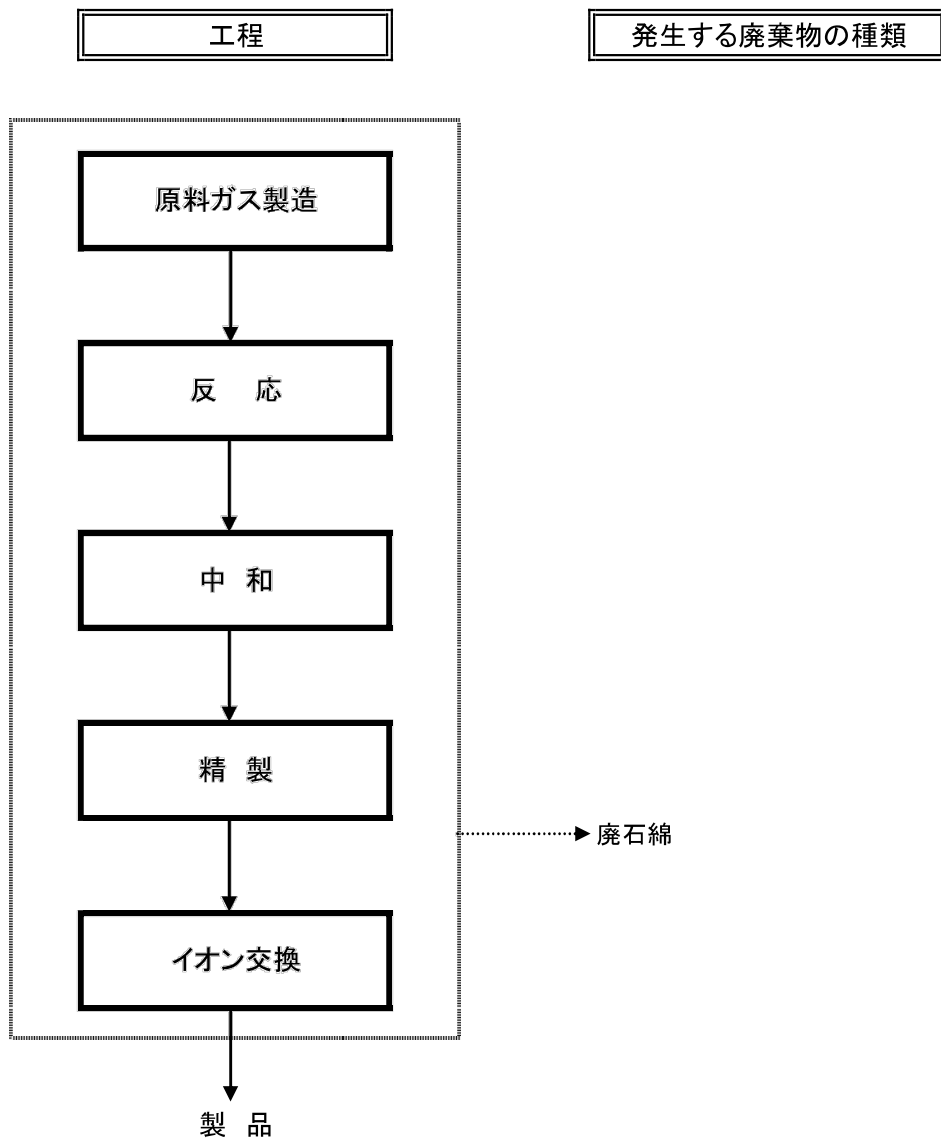 工程
発生する廃棄物の種類
原料ガス製造
反 応
中 和
精 製
廃石綿
イオン交換
製 品